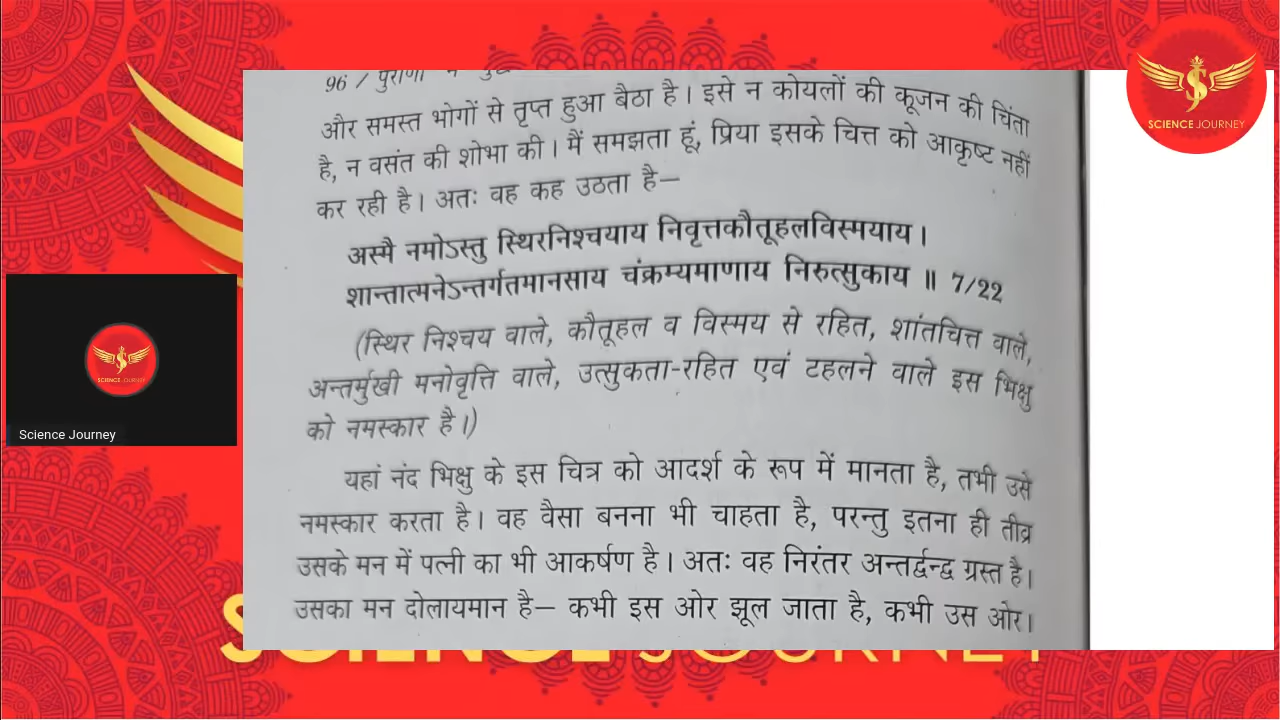 SCIENCE JOURNEY
96 / पुराणों
और समस्त भोगों से तृप्त हुआ बैठा है। इसे न कोयलों की कूजन की चिंता
है, न वसंत की शोभा की। मैं समझता हूं, प्रिया इसके चित्त को आकृष्ट नहीं
कर रही है। अतः वह कह उठता है—
अस्मै नमोऽस्तु स्थिरनिश्चयाय निवृत्तकौतूहलविस्मयाय।
शान्तात्मनेऽन्तर्गतमानसाय चंक्रम्यमाणाय निरुत्सुकाय ॥ 7/22
(स्थिर निश्चय वाले, कौतूहल व विस्मय से रहित, शांतचित्त वाले,
अन्तर्मुखी मनोवृत्ति वाले, उत्सुकता-रहित एवं टहलने वाले इस भिक्षु
को नमस्कार है।)
यहां नंद भिक्षु के इस चित्र को आदर्श के रूप में मानता है, तभी उसे
नमस्कार करता है। वह वैसा बनना भी चाहता है, परन्तु इतना ही तीव्र
उसके मन में पत्नी का भी आकर्षण है। अतः वह निरंतर अन्तर्द्वन्द्व ग्रस्त है।
उसका मन दोलायमान है— कभी इस ओर झूल जाता है, कभी उस ओर।
SCIENCE JOURNEY
Science Journey
SCIENCE JOURNEY